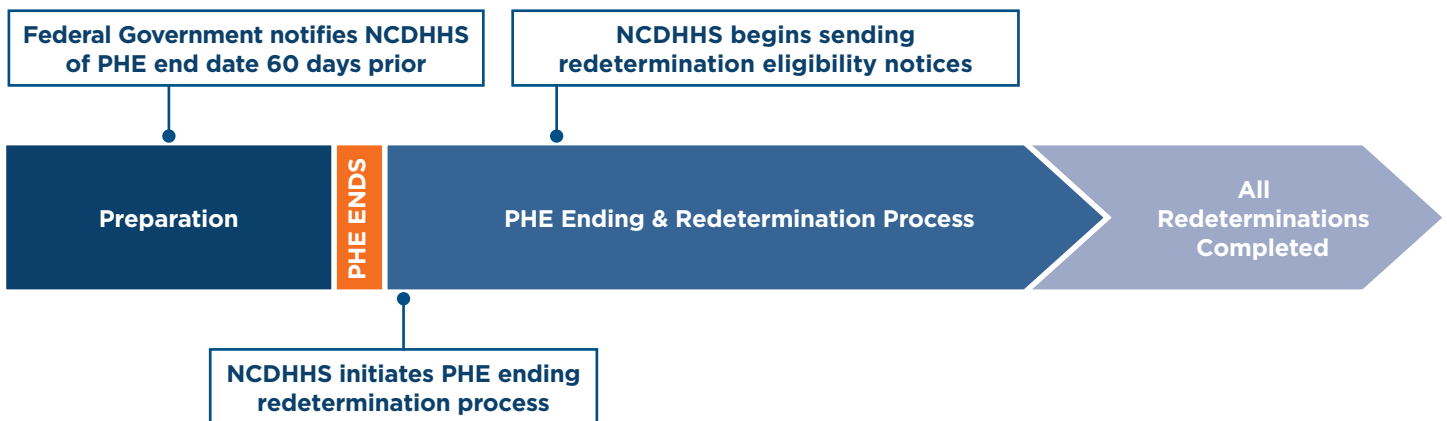 Federal Government notifies NCDHHS
of PHE end date 60 days prior
NCDHHS begins sending
redetermination eligibility notices
Preparation
PHE ENDS
PHE Ending & Redetermination Process
All
Redeterminations
Completed
NCDHHS initiates PHE ending
redetermination process